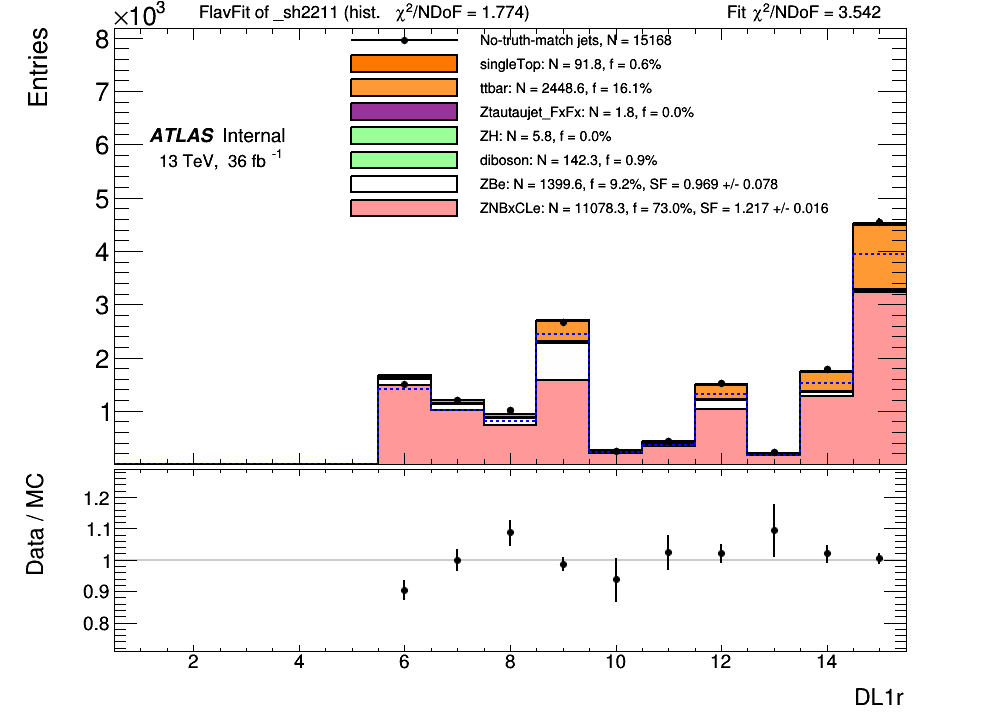 ×10³ FlavFit of _sh2211 (hist. χ²/NDoF = 1.774) Fit χ²/NDoF = 3.542
Entries
8
7
6
5
4
3
2
1
No-truth-match jets, N = 15168
singleTop: N = 91.8, f = 0.6%
ttbar: N = 2448.6, f = 16.1%
Ztautaujet_FxFx: N = 1.8, f = 0.0%
ZH: N = 5.8, f = 0.0%
diboson: N = 142.3, f = 0.9%
ZBe: N = 1399.6, f = 9.2%, SF = 0.969 +/- 0.078
ZNBxCLe: N = 11078.3, f = 73.0%, SF = 1.217 +/- 0.016
ATLAS Internal
13 TeV, 36 fb⁻¹
Data / MC
1.2
1.1
1
0.9
0.8
2 4 6 8 10 12 14
DL1r